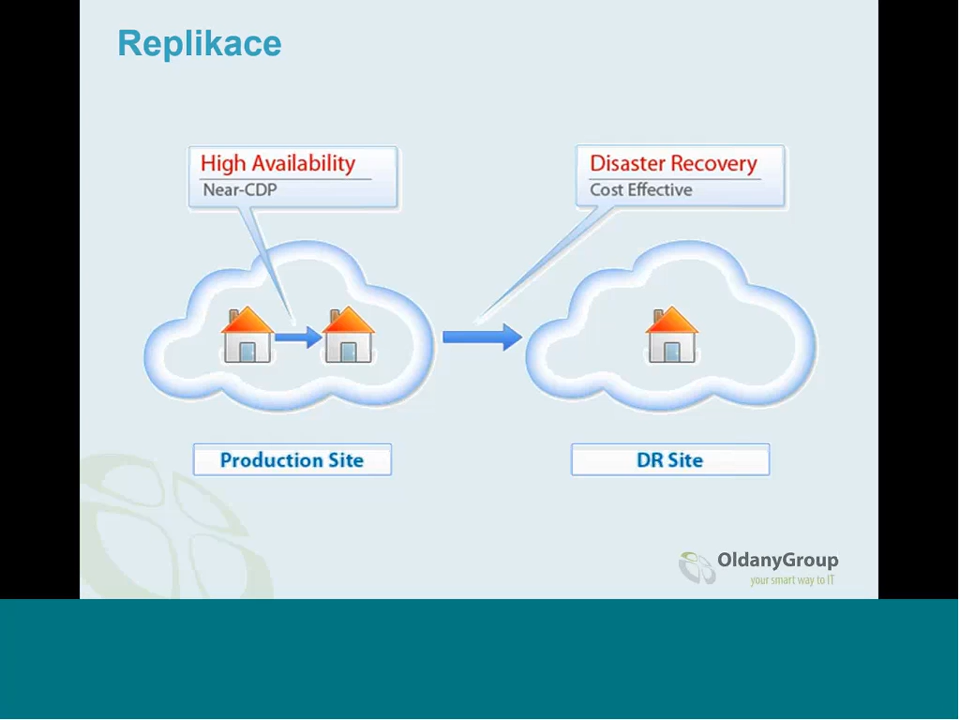 Replikace
High Availability
Near-CDP
Disaster Recovery
Cost Effective
Production Site
DR Site
OldanyGroup
your smart way to IT